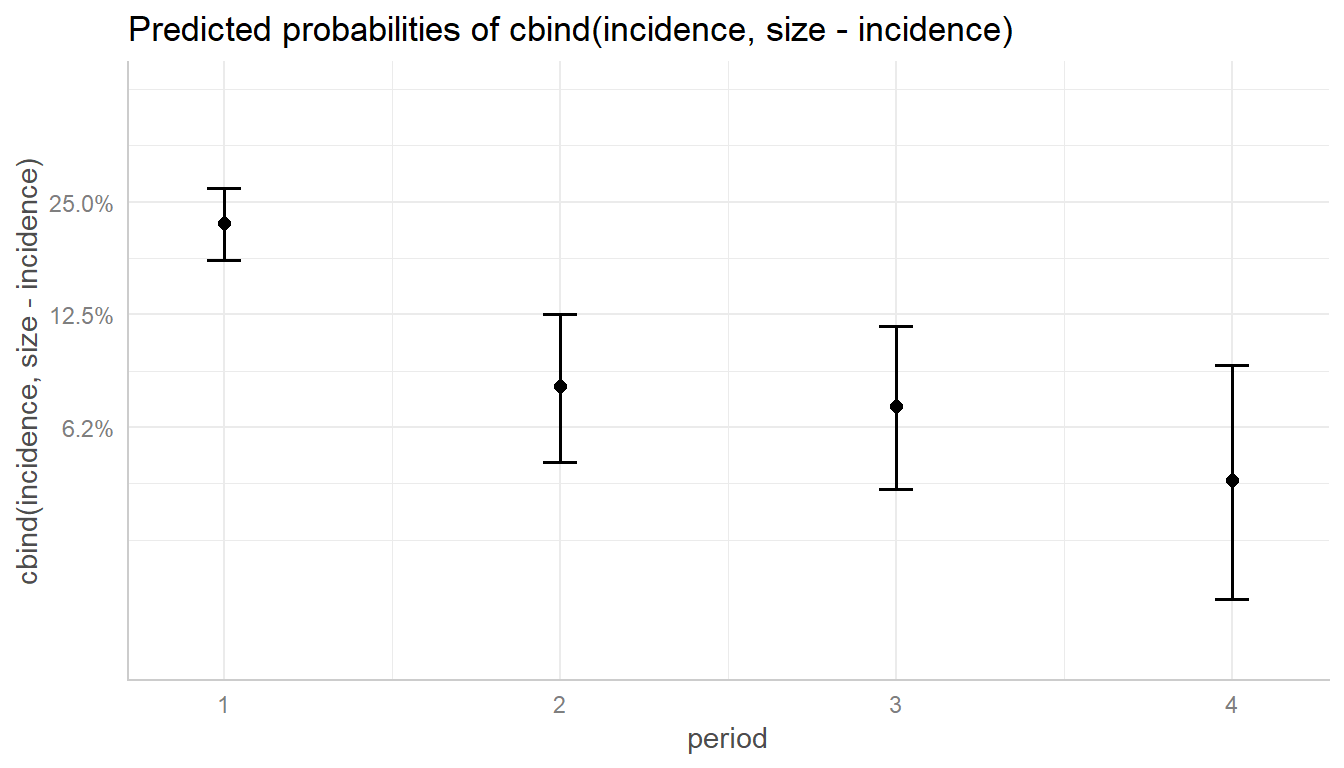 Predicted probabilities of cbind(incidence, size - incidence)
cbind(incidence, size - incidence)
25.0%
12.5%
6.2%
1
2
3
4
period